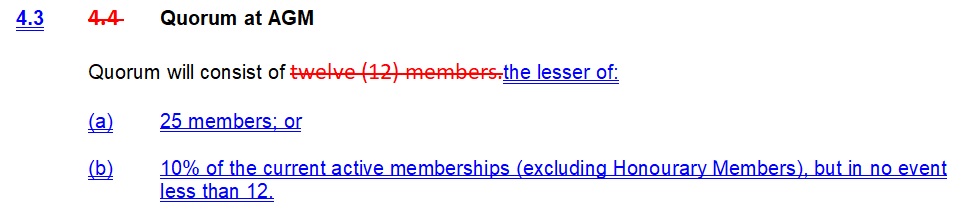 4.3 4.4 Quorum at AGM
Quorum will consist of twelve (12) members.the lesser of:
(a) 25 members; or
(b) 10% of the current active memberships (excluding Honourary Members), but in no event
less than 12.